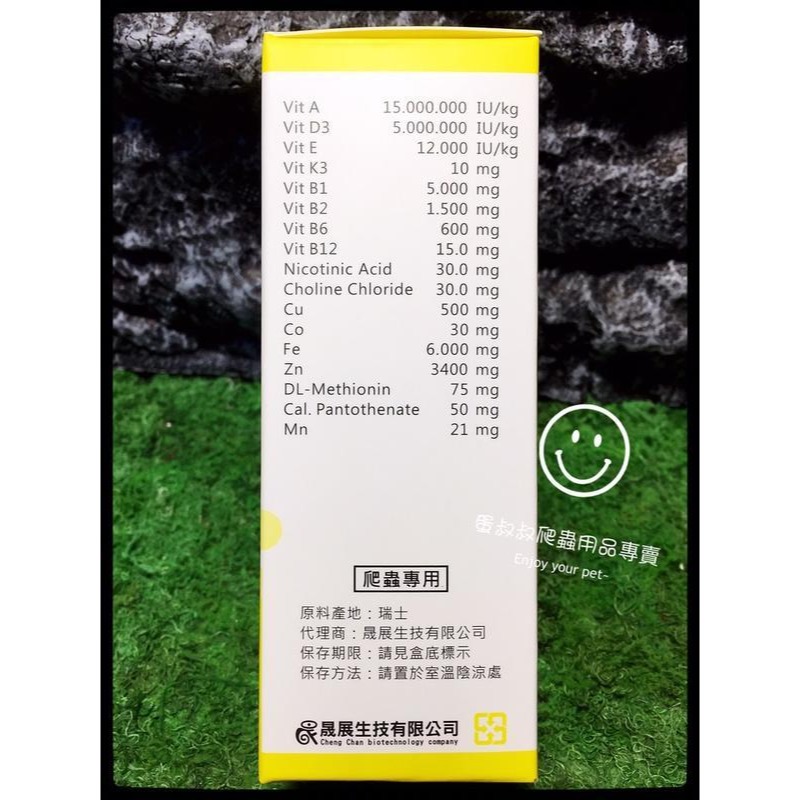 Vit A 15.000.000 IU/kg
Vit D3 5.000.000 IU/kg
Vit E 12.000 IU/kg
Vit K3 10 mg
Vit B1 5.000 mg
Vit B2 1.500 mg
Vit B6 600 mg
Vit B12 15.0 mg
Nicotinic Acid 30.0 mg
Choline Chloride 30.0 mg
Cu 500 mg
Co 30 mg
Fe 6.000 mg
Zn 3400 mg
DL-Methionin 75 mg
Cal. Pantothenate 50 mg
Mn 21 mg
蛋叔叔爬蟲用品專賣
Enjoy your pet~
爬蟲專用
原料產地：瑞士
代理商：晟展生技有限公司
保存期限：請見盒底標示
保存方法：請置於室溫陰涼處
晟展生技有限公司
Cheng Chan biotechnology company